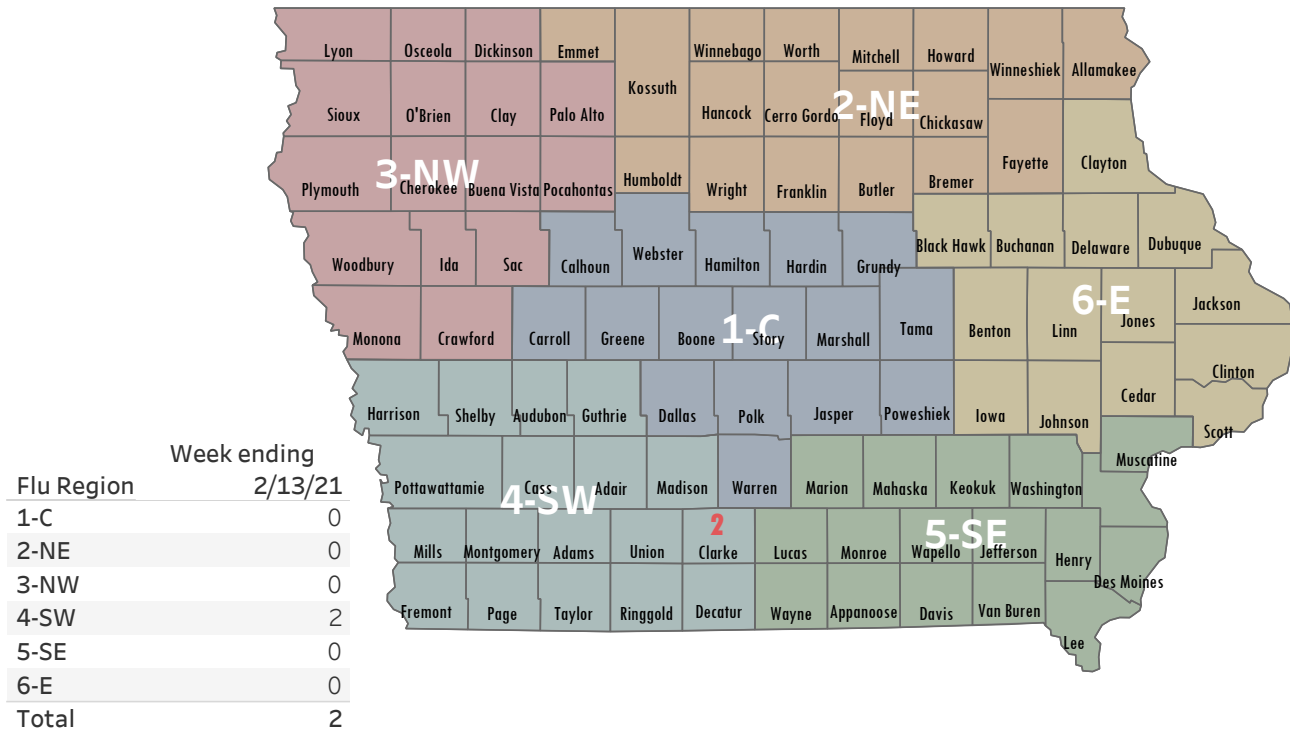 Lyon Osceola Dickinson Emmet Winnebago Worth Mitchell Howard
Winneshiek Allamakee
Kossuth
2-NE
Sioux O'Brien Clay Palo Alto Hancock Cerro Gordo Floyd Chickasaw
Fayette Clayton
3-NW
Plymouth Cherokee Buena Vista Pocahontas Humboldt Wright Franklin Butler Bremer
Black Hawk Buchanan Delaware Dubuque
Woodbury Ida Sac Calhoun Webster Hamilton Hardin Grundy
6-E
Jackson
1-C
Monona Crawford Carroll Greene Boone Story Marshall Tama Benton Linn Jones
Clinton
Harrison Shelby Audubon Guthrie Dallas Polk Jasper Poweshiek Iowa Johnson Cedar
Scott
Muscatine
Pottawattamie Cass Adair Madison Warren Marion Mahaska Keokuk Washington
4-SW
2
5-SE
Mills Montgomery Adams Union Clarke Lucas Monroe Wapello Jefferson Henry
Des Moines
Fremont Page Taylor Ringgold Decatur Wayne Appanoose Davis Van Buren
Lee
Week ending
Flu Region 2/13/21
1-C 0
2-NE 0
3-NW 0
4-SW 2
5-SE 0
6-E 0
Total 2